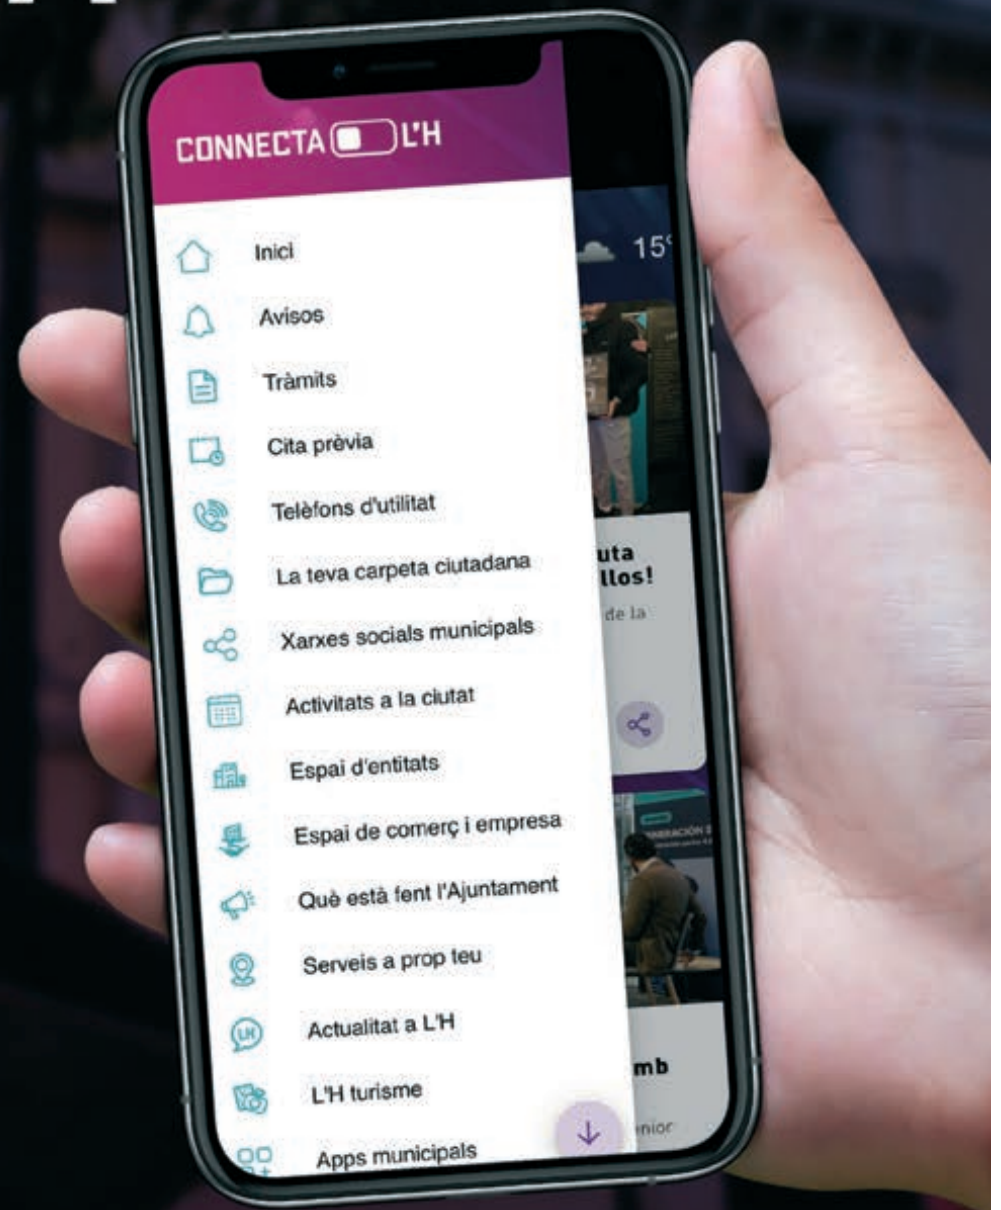 CONNECTA L'H
Inici
15°
Avisos
Tràmits
Cita prèvia
Telèfons d'utilitat
La teva carpeta ciutadana
uta
llos!
de la
Xarxes socials municipals
Activitats a la ciutat
Espai d'entitats
Espai de comerç i empresa
Què està fent l'Ajuntament
Serveis a prop teu
LH
Actualitat a L'H
L'H turisme
mb
enior
Apps municipals